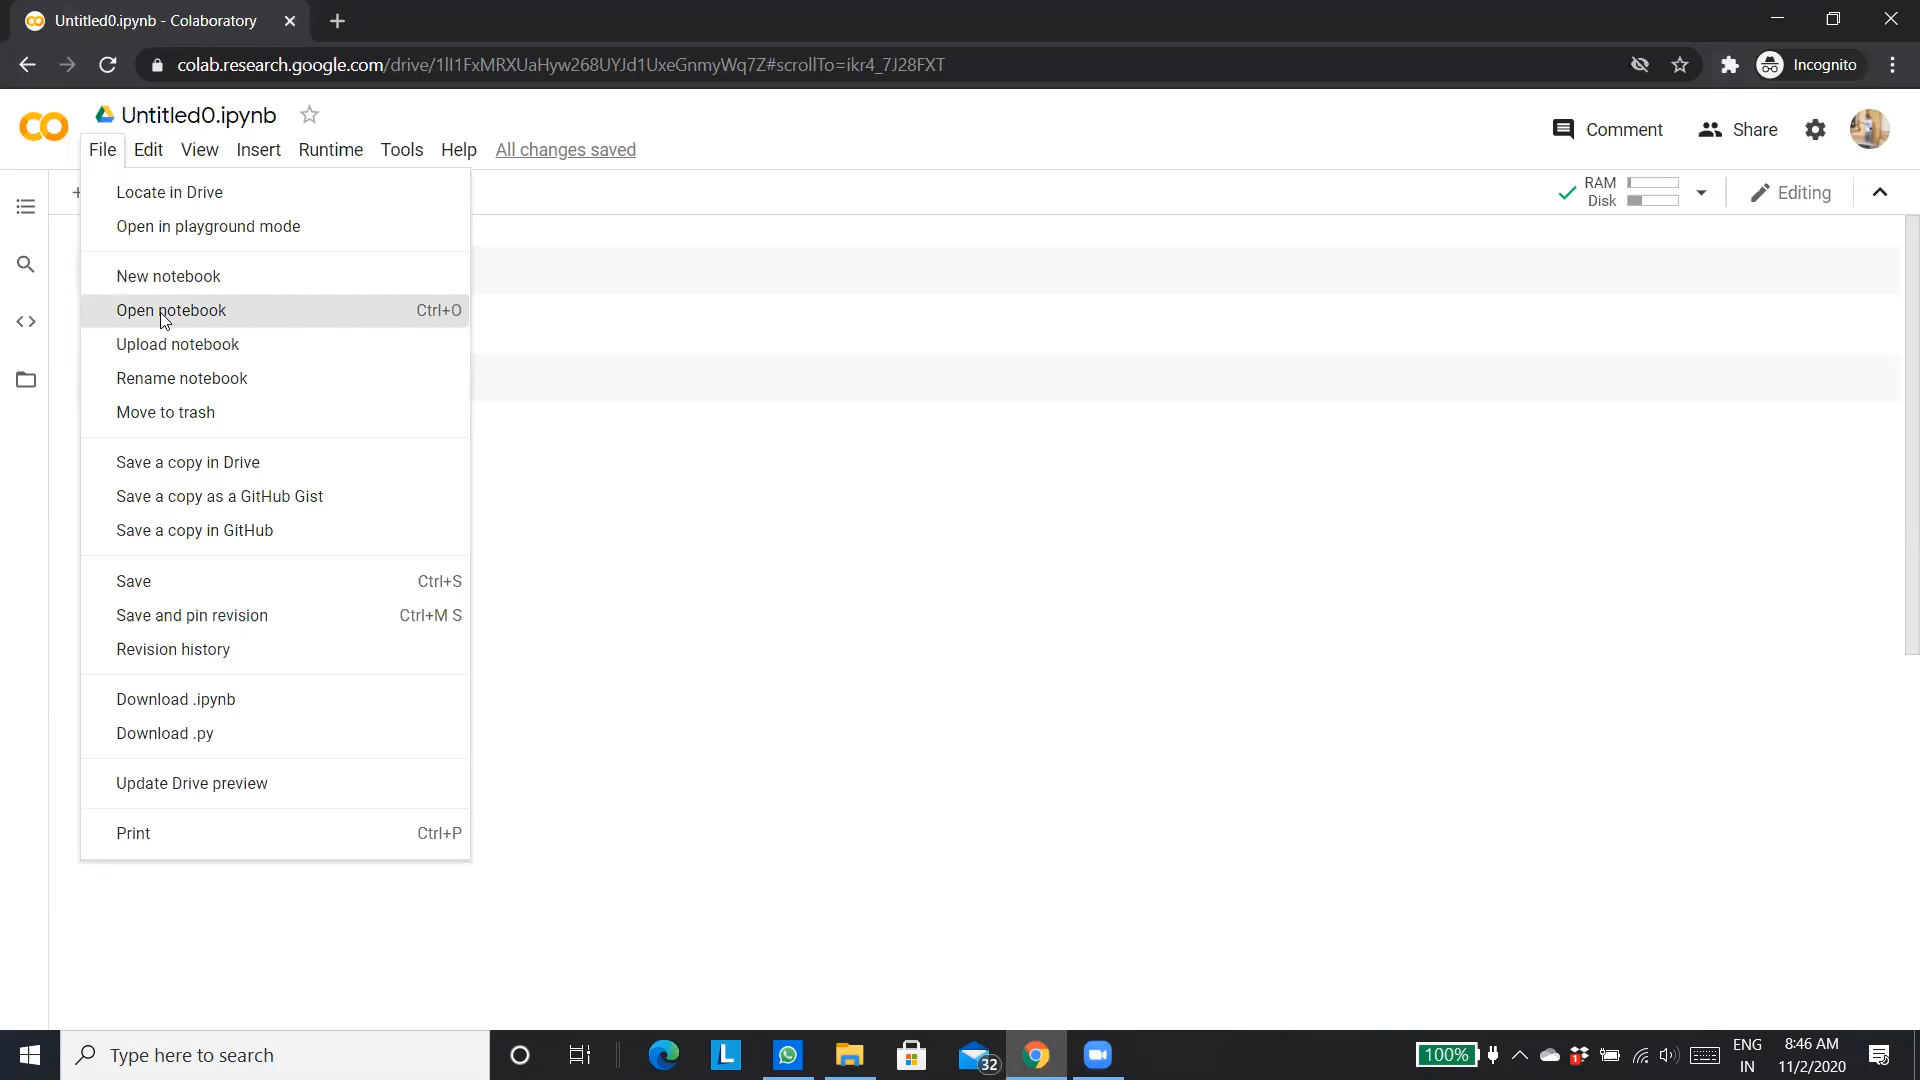 Untitled0.ipynb - Colaboratory
colab.research.google.com/drive/1lI1FxMRXUaHyw268UYJd1UxeGnmyWq7Z#scrollTo=ikr4_7J28FXT
Incognito
Untitled0.ipynb
Comment
Share
File Edit View Insert Runtime Tools Help All changes saved
Locate in Drive
RAM
Disk
Editing
Open in playground mode
New notebook
Open notebook Ctrl+O
Upload notebook
Rename notebook
Move to trash
Save a copy in Drive
Save a copy as a GitHub Gist
Save a copy in GitHub
Save Ctrl+S
Save and pin revision Ctrl+M S
Revision history
Download .ipynb
Download .py
Update Drive preview
Print Ctrl+P
Type here to search
L
32
100%
1
ENG
IN
8:46 AM
11/2/2020